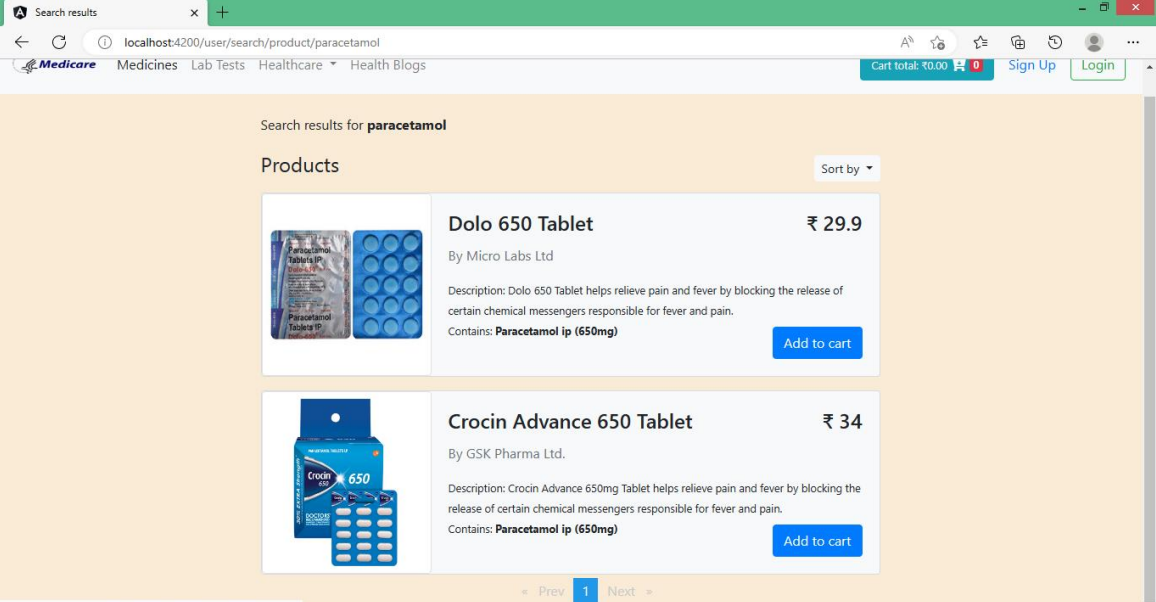 Search results
localhost:4200/user/search/product/paracetamol
Medicare Medicines Lab Tests Healthcare Health Blogs Cart total: ₹0.00 0 Sign Up Login
Search results for paracetamol
Products
Sort by
Dolo 650 Tablet ₹ 29.9
By Micro Labs Ltd
Description: Dolo 650 Tablet helps relieve pain and fever by blocking the release of
certain chemical messengers responsible for fever and pain.
Contains: Paracetamol ip (650mg)
Add to cart
Paracetamol
Tablets IP
Dolo-650
Paracetamol
Tablets IP
Dolo-650
Crocin Advance 650 Tablet ₹ 34
By GSK Pharma Ltd.
Description: Crocin Advance 650mg Tablet helps relieve pain and fever by blocking the
release of certain chemical messengers responsible for fever and pain.
Contains: Paracetamol ip (650mg)
Add to cart
Crocin
650
650
DOCTORS
« Prev 1 Next »